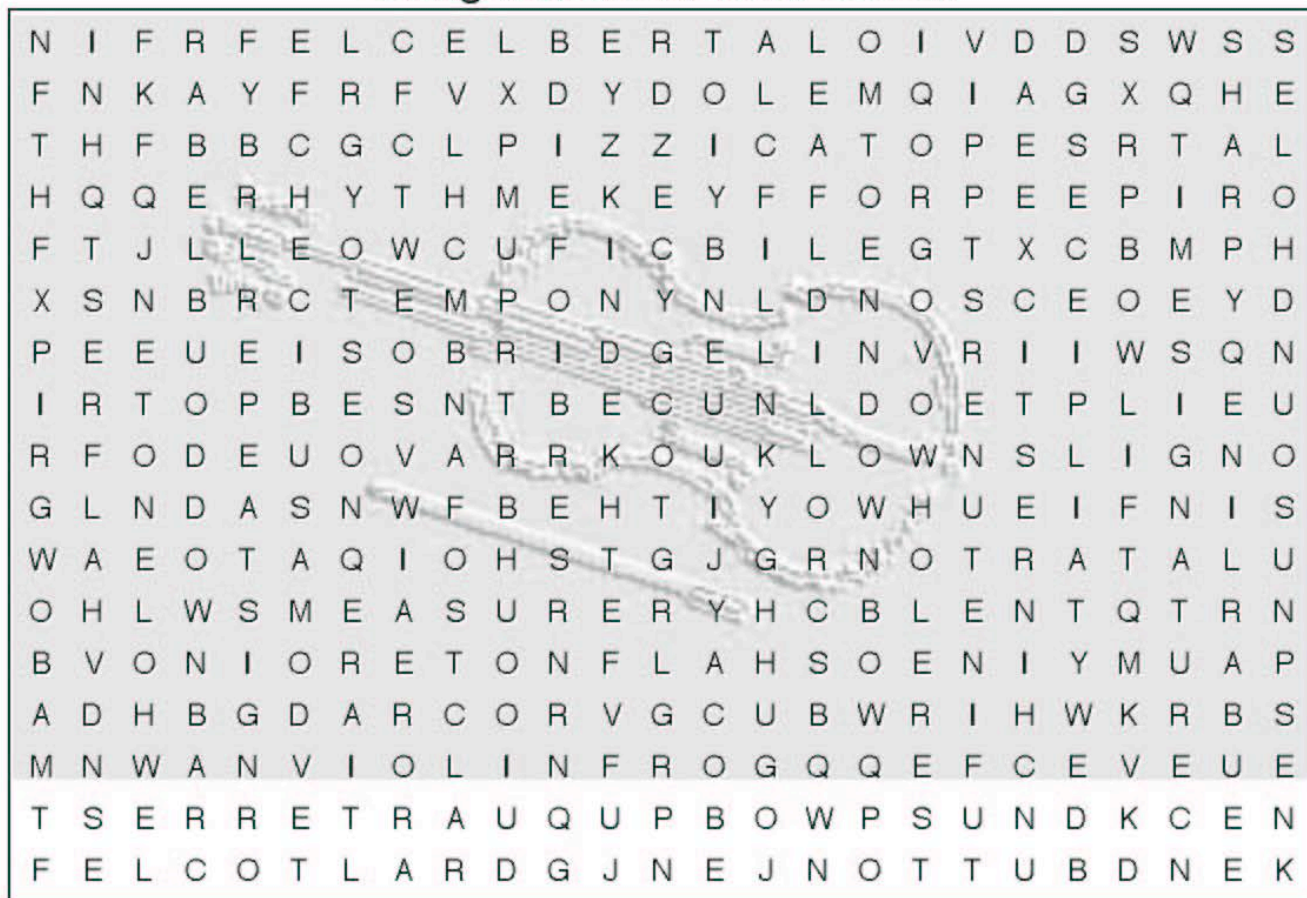 N I F R F E L C E L B E R T A L O I V D D S W S S
F N K A Y F R F V X D Y D O L E M Q I A G X Q H E
T H F B B C G C L P I Z Z I C A T O P E S R T A L
H Q Q E R H Y T H M E K E Y F F O R P E E P I R O
F T J L L E O W C U F I C B I L E G T X C B M P H
X S N B R C T E M P O N Y N L D N O S C E O E Y D
P E E U E I S O B R I D G E L I N V R I I W S Q N
I R T O P B E S N T B E C U N L D O E T P L I E U
R F O D E U O V A R R K O U K L O W N S L I G N O
G L N D A S N W F B E H T I Y O W H U E I F N I S
W A E O T A Q I O H S T G J G R N O T R A T A L U
O H L W S M E A S U R E R Y H C B L E N T Q T R N
B V O N I O R E T O N F L A H S O E N I Y M U A P
A D H B G D A R C O R V G C U B W R I H W K R B S
M N W A N V I O L I N F R O G Q Q E F C E V E U E
T S E R R E T R A U Q U P B O W P S U N D K C E N
F E L C O T L A R D G J N E J N O T T U B D N E K